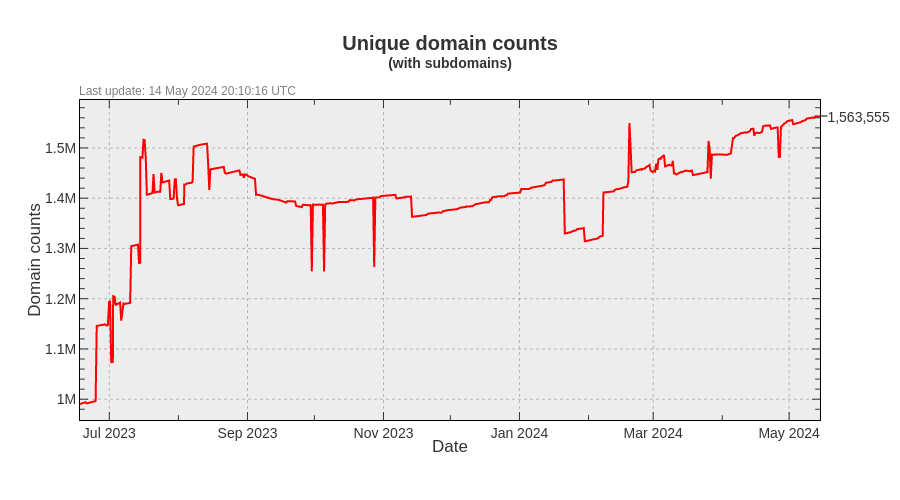 Unique domain counts
(with subdomains)
Last update: 14 May 2024 20:10:16 UTC
1,563,555
1.5M
1.4M
1.3M
1.2M
1.1M
1M
Domain counts
Jul 2023 Sep 2023 Nov 2023 Jan 2024 Mar 2024 May 2024
Date